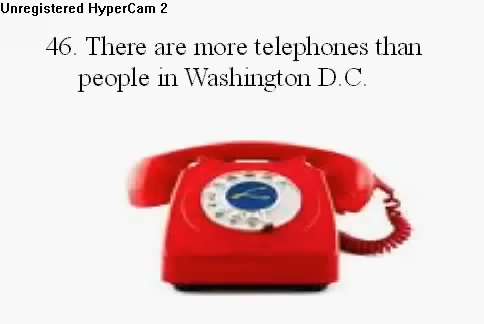 Unregistered HyperCam 2
46. There are more telephones than
people in Washington D.C.